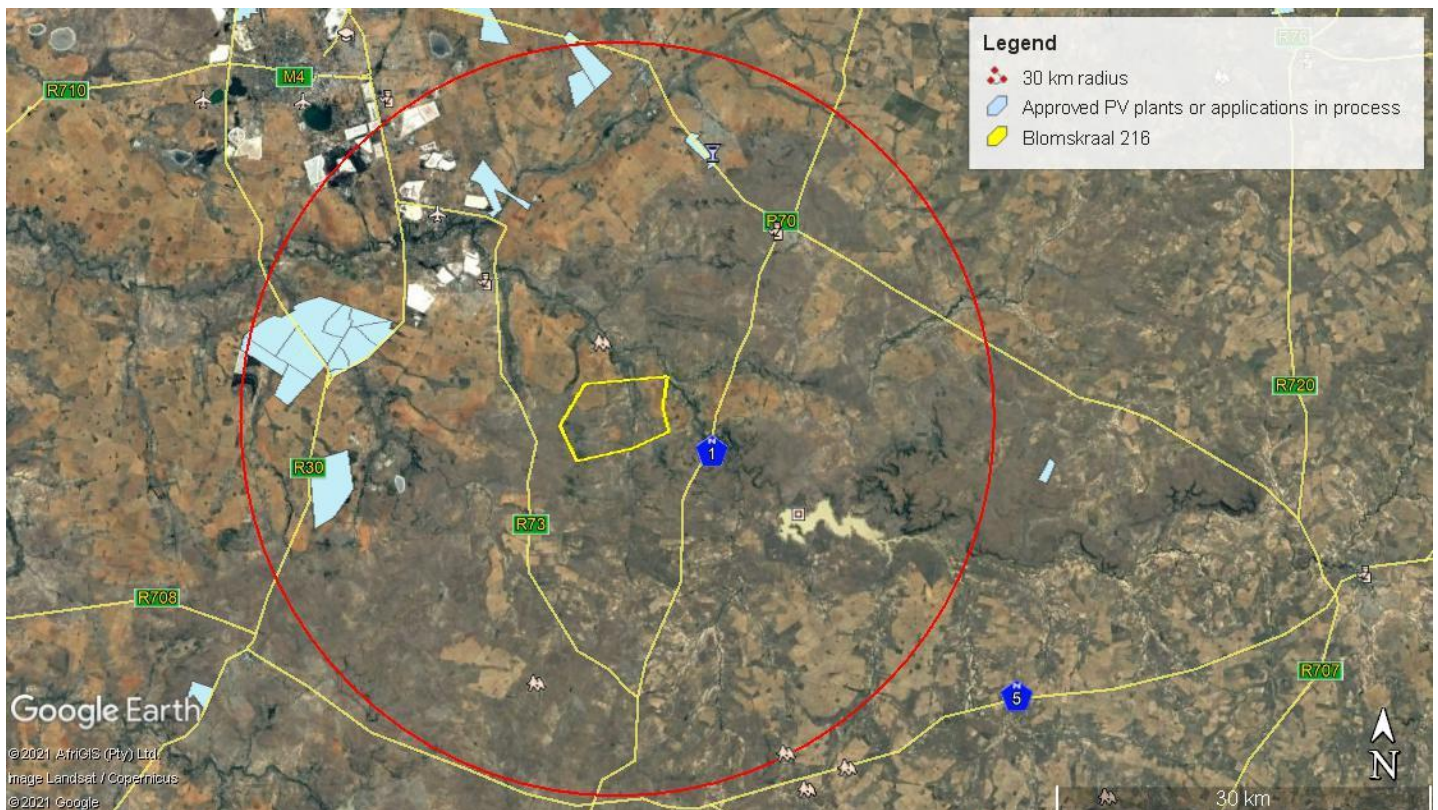 Legend
30 km radius
Approved PV plants or applications in process
Blomskraal 216
R76
M4
R710
R70
R720
N
1
R30
R73
R708
R707
N
5
Google Earth
©2021 AfriGIS (Pty) Ltd.
Image Landsat / Copernicus
©2021 Google
N
30 km